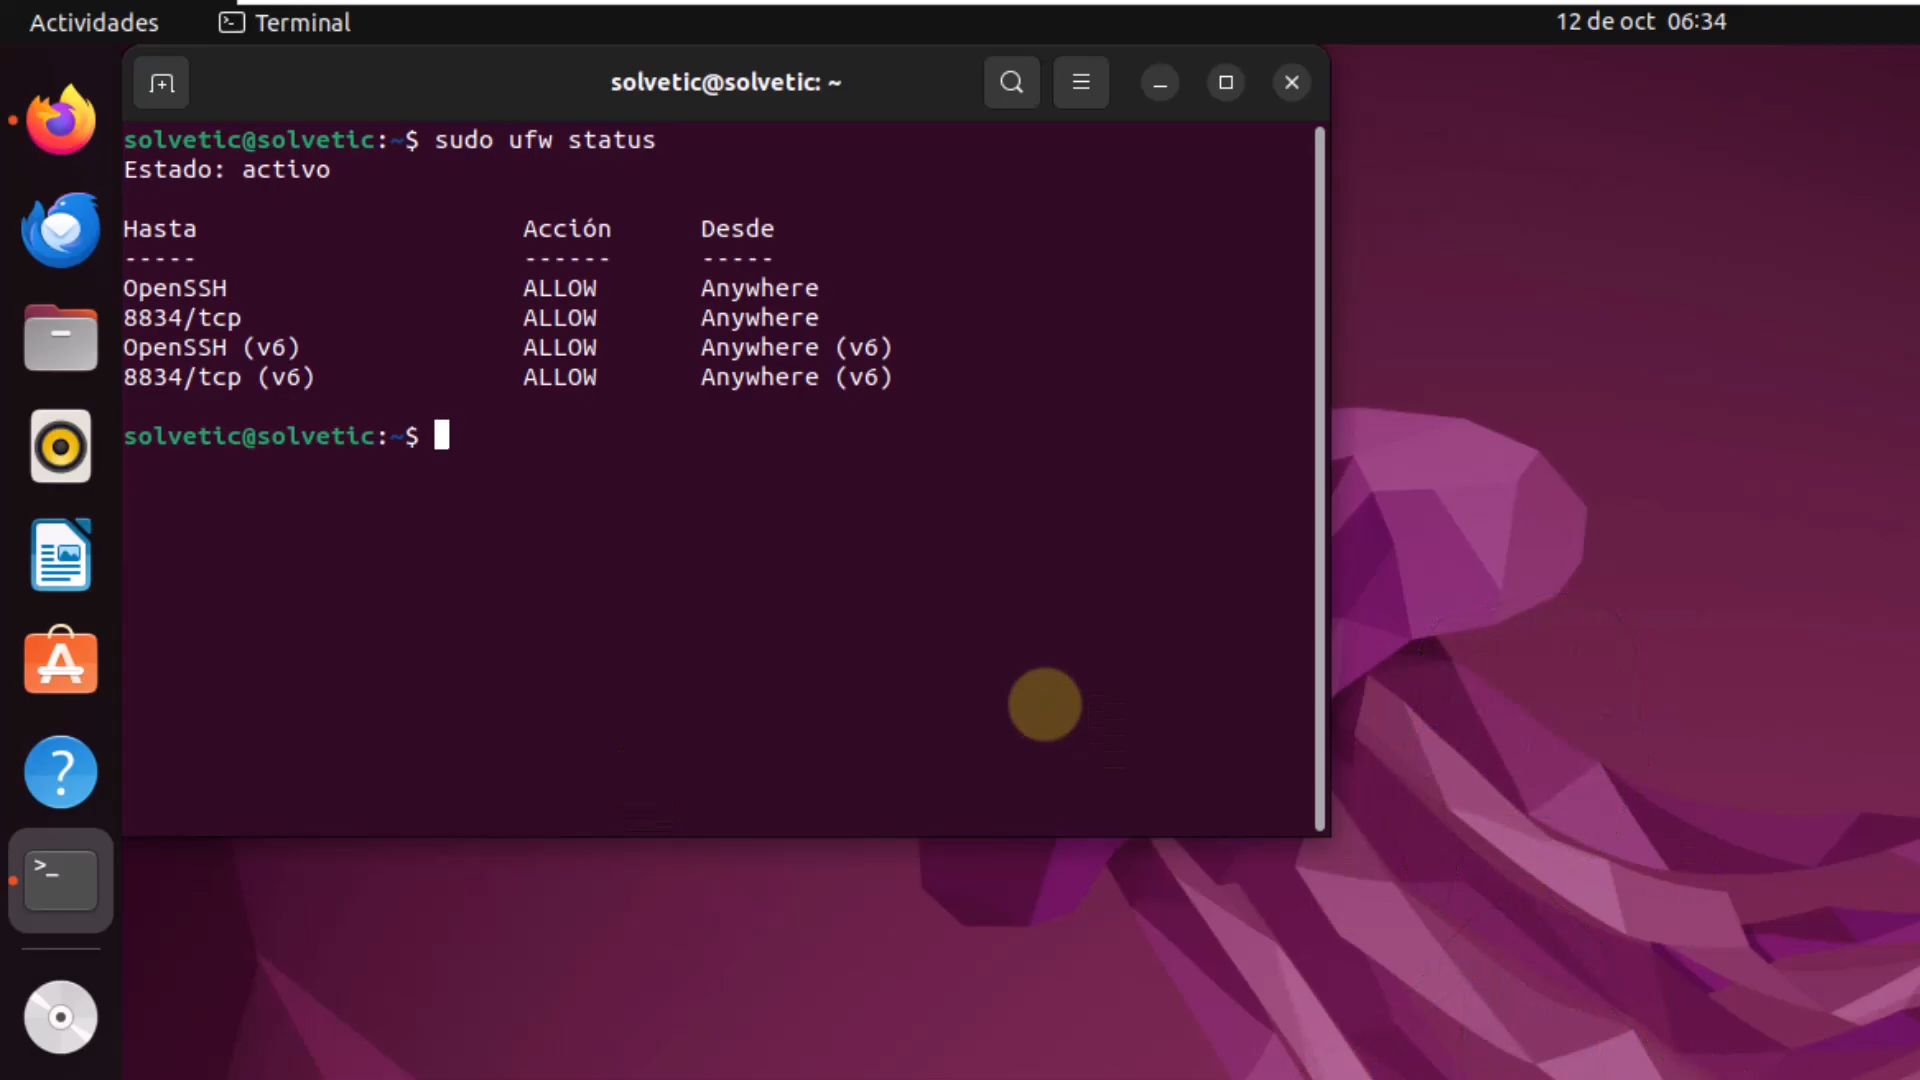 Actividades Terminal 12 de oct 06:34
solvetic@solvetic: ~
solvetic@solvetic:~$ sudo ufw status
Estado: activo
Hasta Acción Desde
----- ------ -----
OpenSSH ALLOW Anywhere
8834/tcp ALLOW Anywhere
OpenSSH (v6) ALLOW Anywhere (v6)
8834/tcp (v6) ALLOW Anywhere (v6)
solvetic@solvetic:~$